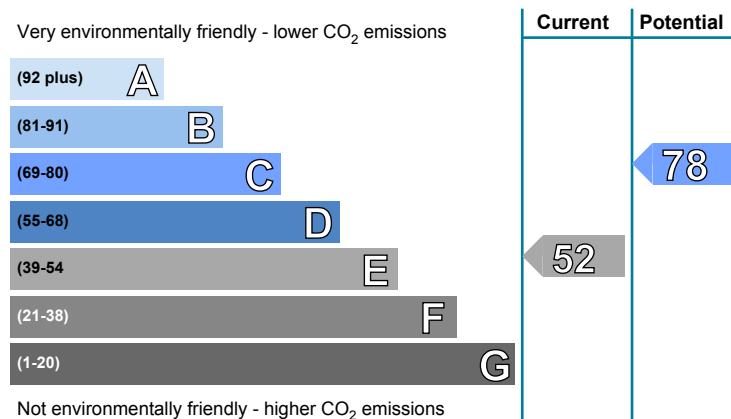 Very environmentally friendly - lower CO2 emissions
Current
Potential
(92 plus) A
(81-91) B
(69-80) C
78
(55-68) D
(39-54 E
52
(21-38) F
(1-20) G
Not environmentally friendly - higher CO2 emissions